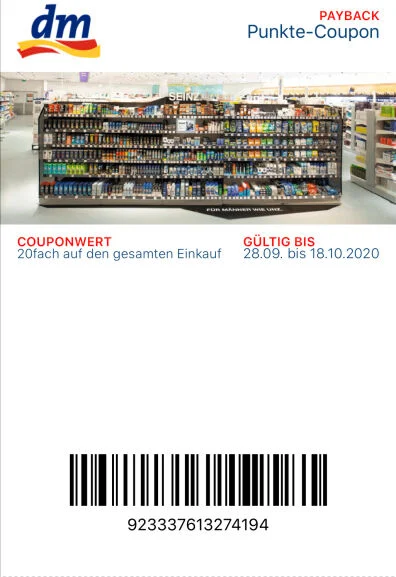 dm
PAYBACK
Punkte-Coupon
SEINZ
FÜR MÄNNER WIE UNS.
COUPONWERT
20fach auf den gesamten Einkauf
GÜLTIG BIS
28.09. bis 18.10.2020
923337613274194